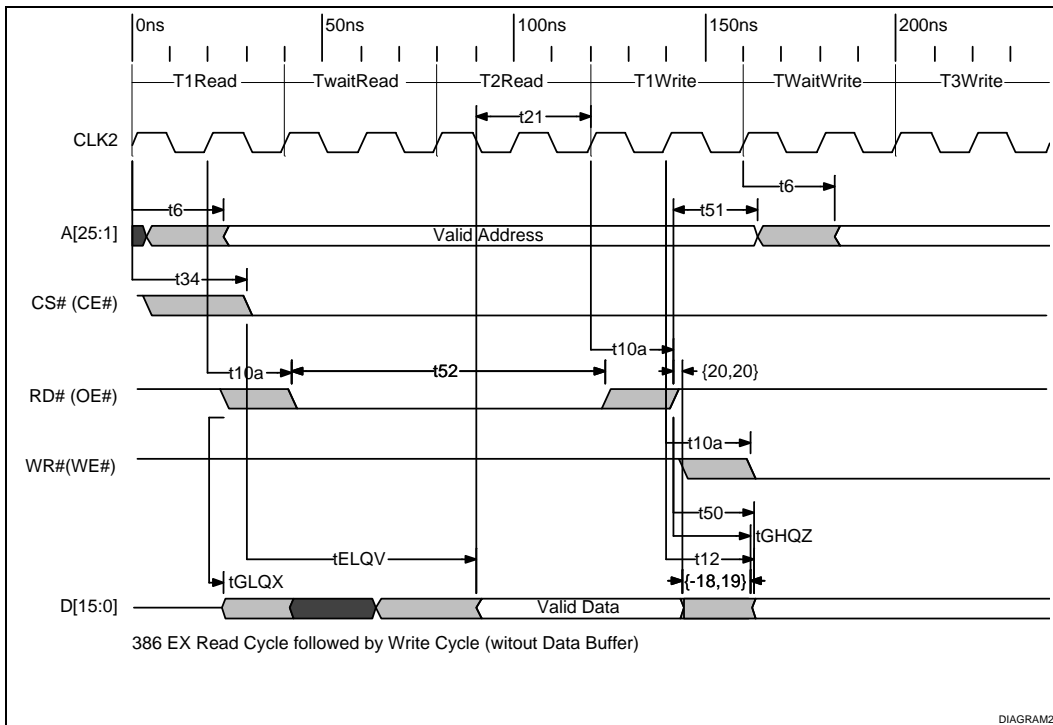 0ns 50ns 100ns 150ns 200ns
T1Read TwaitRead T2Read T1Write TWaitWrite T3Write
t21
CLK2
t6
t6 t51
A[25:1] Valid Address
t34
CS# (CE#)
t10a
t10a t52 {20,20}
RD# (OE#)
t10a
WR#(WE#)
t50
tGHQZ
tELQV t12
tGLQX {-18,19}
D[15:0] Valid Data
386 EX Read Cycle followed by Write Cycle (witout Data Buffer)
DIAGRAM2